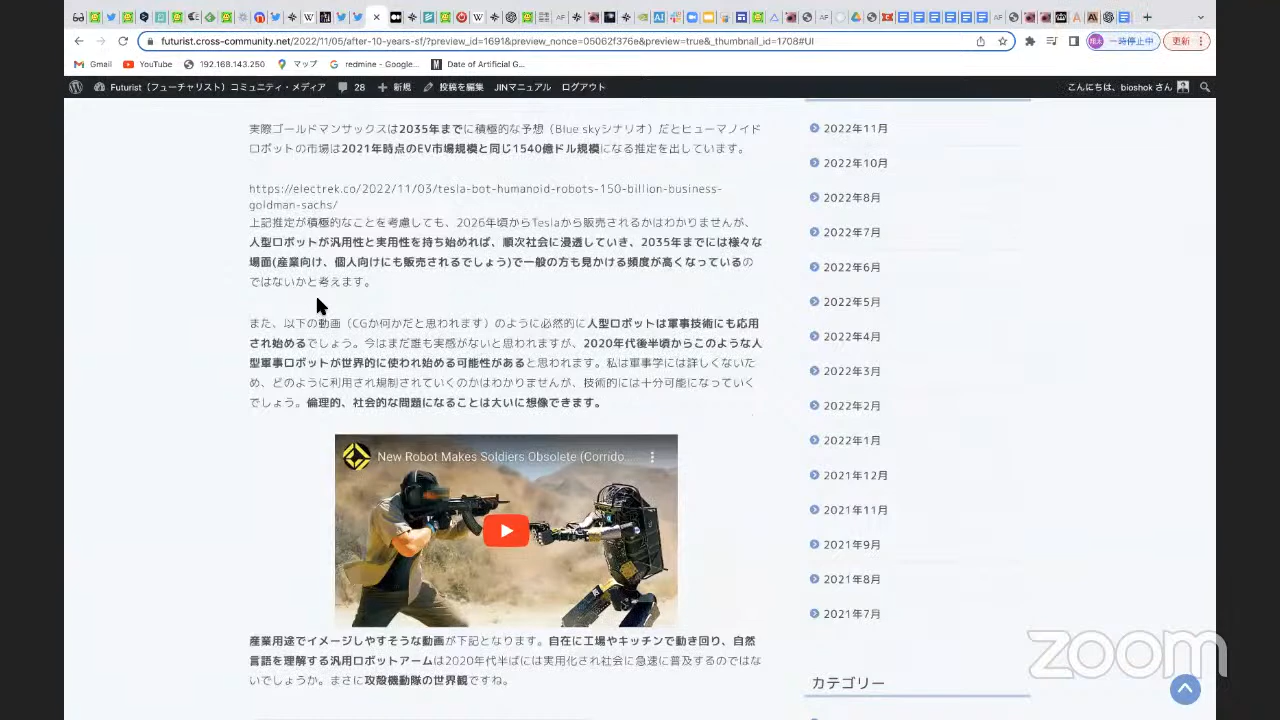 futurist.cross-community.net/2022/11/05/after-10-years-sf/?preview_id=1691&preview_nonce=05062f376e&preview=true&_thumbnail_id=1708#UI
一時停止中
更新
Gmail
YouTube
192.168.143.250
マップ
redmine - Google...
Date of Artificial G...
Futurist（フューチャリスト）コミュニティ・メディア
28
新規
投稿を編集
JINマニュアル
ログアウト
こんにちは、bioshok さん
実際ゴールドマンサックスは2035年までに積極的な予想（Blue skyシナリオ）だとヒューマノイド
ロボットの市場は2021年時点のEV市場規模と同じ1540億ドル規模になる推定を出しています。
https://electrek.co/2022/11/03/tesla-bot-humanoid-robots-150-billion-business-
goldman-sachs/
上記推定が積極的なことを考慮しても、2026年頃からTeslaから販売されるかはわかりませんが、
人型ロボットが汎用性と実用性を持ち始めれば、順次社会に浸透していき、2035年までには様々な
場面(産業向け、個人向けにも販売されるでしょう)で一般の方も見かける頻度が高くなっているの
ではないかと考えます。
また、以下の動画（CGか何かだと思われます）のように必然的に人型ロボットは軍事技術にも応用
され始めるでしょう。今はまだ誰も実感がないと思われますが、2020年代後半頃からこのような人
型軍事ロボットが世界的に使われ始める可能性があると思われます。私は軍事学には詳しくないた
め、どのように利用され規制されていくのかはわかりませんが、技術的には十分可能になっていく
でしょう。倫理的、社会的な問題になることは大いに想像できます。
New Robot Makes Soldiers Obsolete (Corrido...
産業用途でイメージしやすそうな動画が下記となります。自在に工場やキッチンで動き回り、自然
言語を理解する汎用ロボットアームは2020年代半ばには実用化され社会に急速に普及するのではな
いでしょうか。まさに攻殻機動隊の世界観ですね。
2022年11月
2022年10月
2022年8月
2022年7月
2022年6月
2022年5月
2022年4月
2022年3月
2022年2月
2022年1月
2021年12月
2021年11月
2021年9月
2021年8月
2021年7月
カテゴリー
zoom